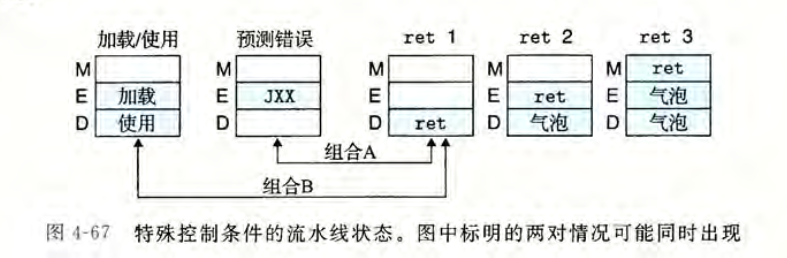 加载/使用 预测错误 ret 1 ret 2 ret 3
M M M M M ret
E 加载 E JXX E E ret E 气泡
D 使用 D D ret D 气泡 D 气泡
组合A
组合B
图 4-67 特殊控制条件的流水线状态。图中标明的两对情况可能同时出现